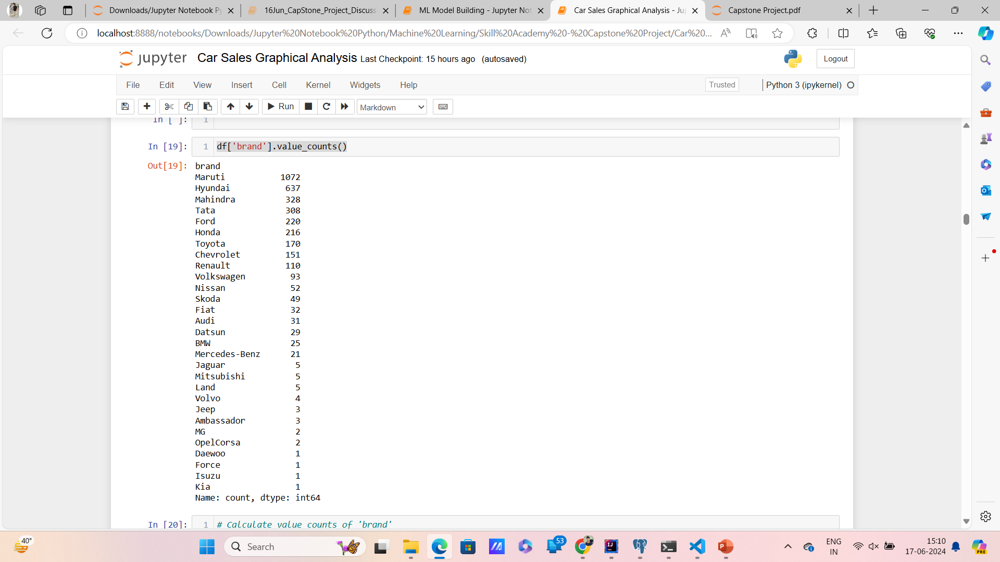 Downloads/Jupyter Notebook Py
16Jun_CapStone_Project_Discuss
ML Model Building - Jupyter Not
Car Sales Graphical Analysis - Ju
Capstone Project.pdf
localhost:8888/notebooks/Downloads/Jupyter%20Notebook%20Python/Machine%20Learning/Skill%20Academy%20-%20Capstone%20Project/Car%20...
jupyter Car Sales Graphical Analysis Last Checkpoint: 15 hours ago (autosaved)
Logout
File Edit View Insert Cell Kernel Widgets Help
Trusted
Python 3 (ipykernel)
Run
Markdown
In [ ]: 1
In [19]: 1 df['brand'].value_counts()
Out[19]: brand
Maruti 1072
Hyundai 637
Mahindra 328
Tata 308
Ford 220
Honda 216
Toyota 170
Chevrolet 151
Renault 110
Volkswagen 93
Nissan 52
Skoda 49
Fiat 32
Audi 31
Datsun 29
BMW 25
Mercedes-Benz 21
Jaguar 5
Mitsubishi 5
Land 5
Volvo 4
Jeep 3
Ambassador 3
MG 2
OpelCorsa 2
Daewoo 1
Force 1
Isuzu 1
Kia 1
Name: count, dtype: int64
In [20]: 1 # Calculate value counts of 'brand'
40°
Search
53
ENG
IN
15:10
17-06-2024
PRE